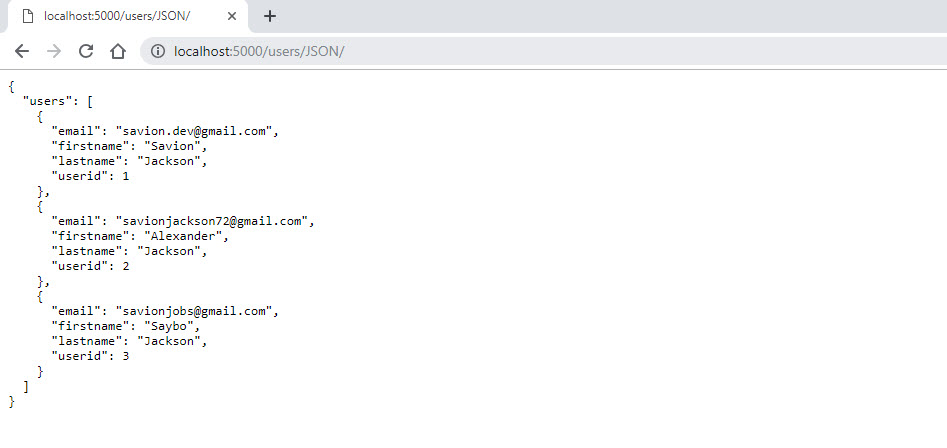 localhost:5000/users/JSON/
localhost:5000/users/JSON/
{
  "users": [
    {
      "email": "savion.dev@gmail.com",
      "firstname": "Savion",
      "lastname": "Jackson",
      "userid": 1
    },
    {
      "email": "savionjackson72@gmail.com",
      "firstname": "Alexander",
      "lastname": "Jackson",
      "userid": 2
    },
    {
      "email": "savionjobs@gmail.com",
      "firstname": "Saybo",
      "lastname": "Jackson",
      "userid": 3
    }
  ]
}